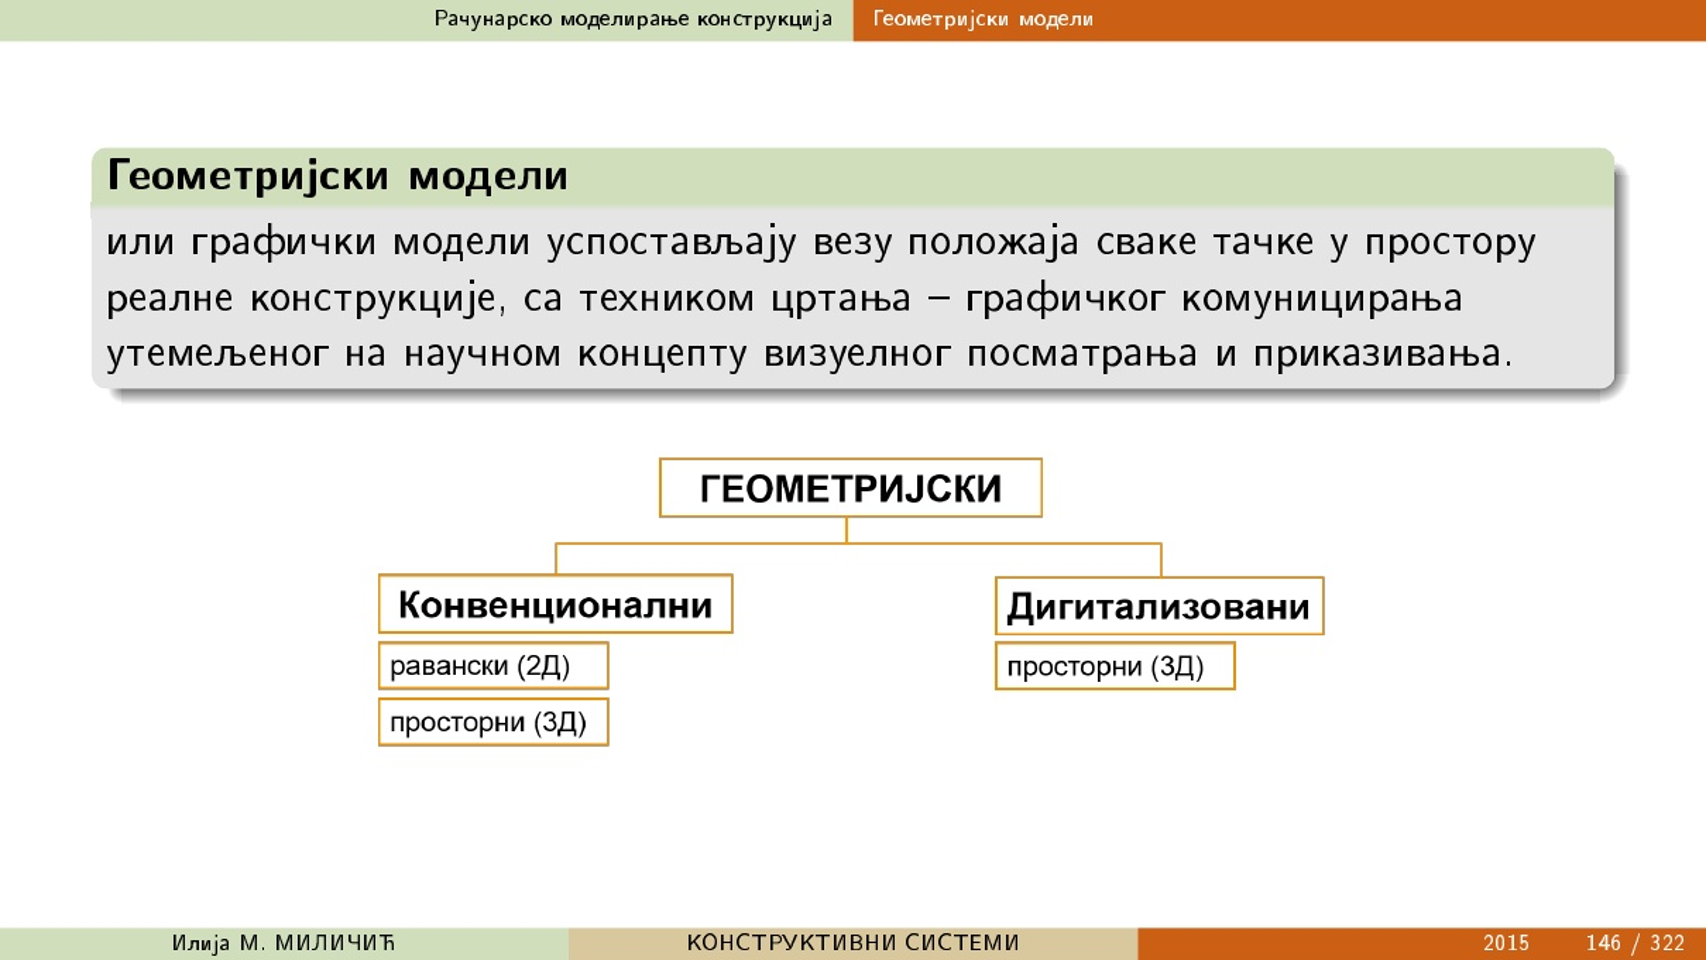 Рачунарско моделирање конструкција
Геометријски модели
Геометријски модели
или графички модели успостављају везу положаја сваке тачке у простору
реалне конструкције, са техником цртања – графичког комуницирања
утемељеног на научном концепту визуелног посматрања и приказивања.
ГЕОМЕТРИЈСКИ
Конвенционални
Дигитализовани
равански (2Д)
просторни (3Д)
просторни (3Д)
Илија М. МИЛИЧИЋ
КОНСТРУКТИВНИ СИСТЕМИ
2015
146 / 322